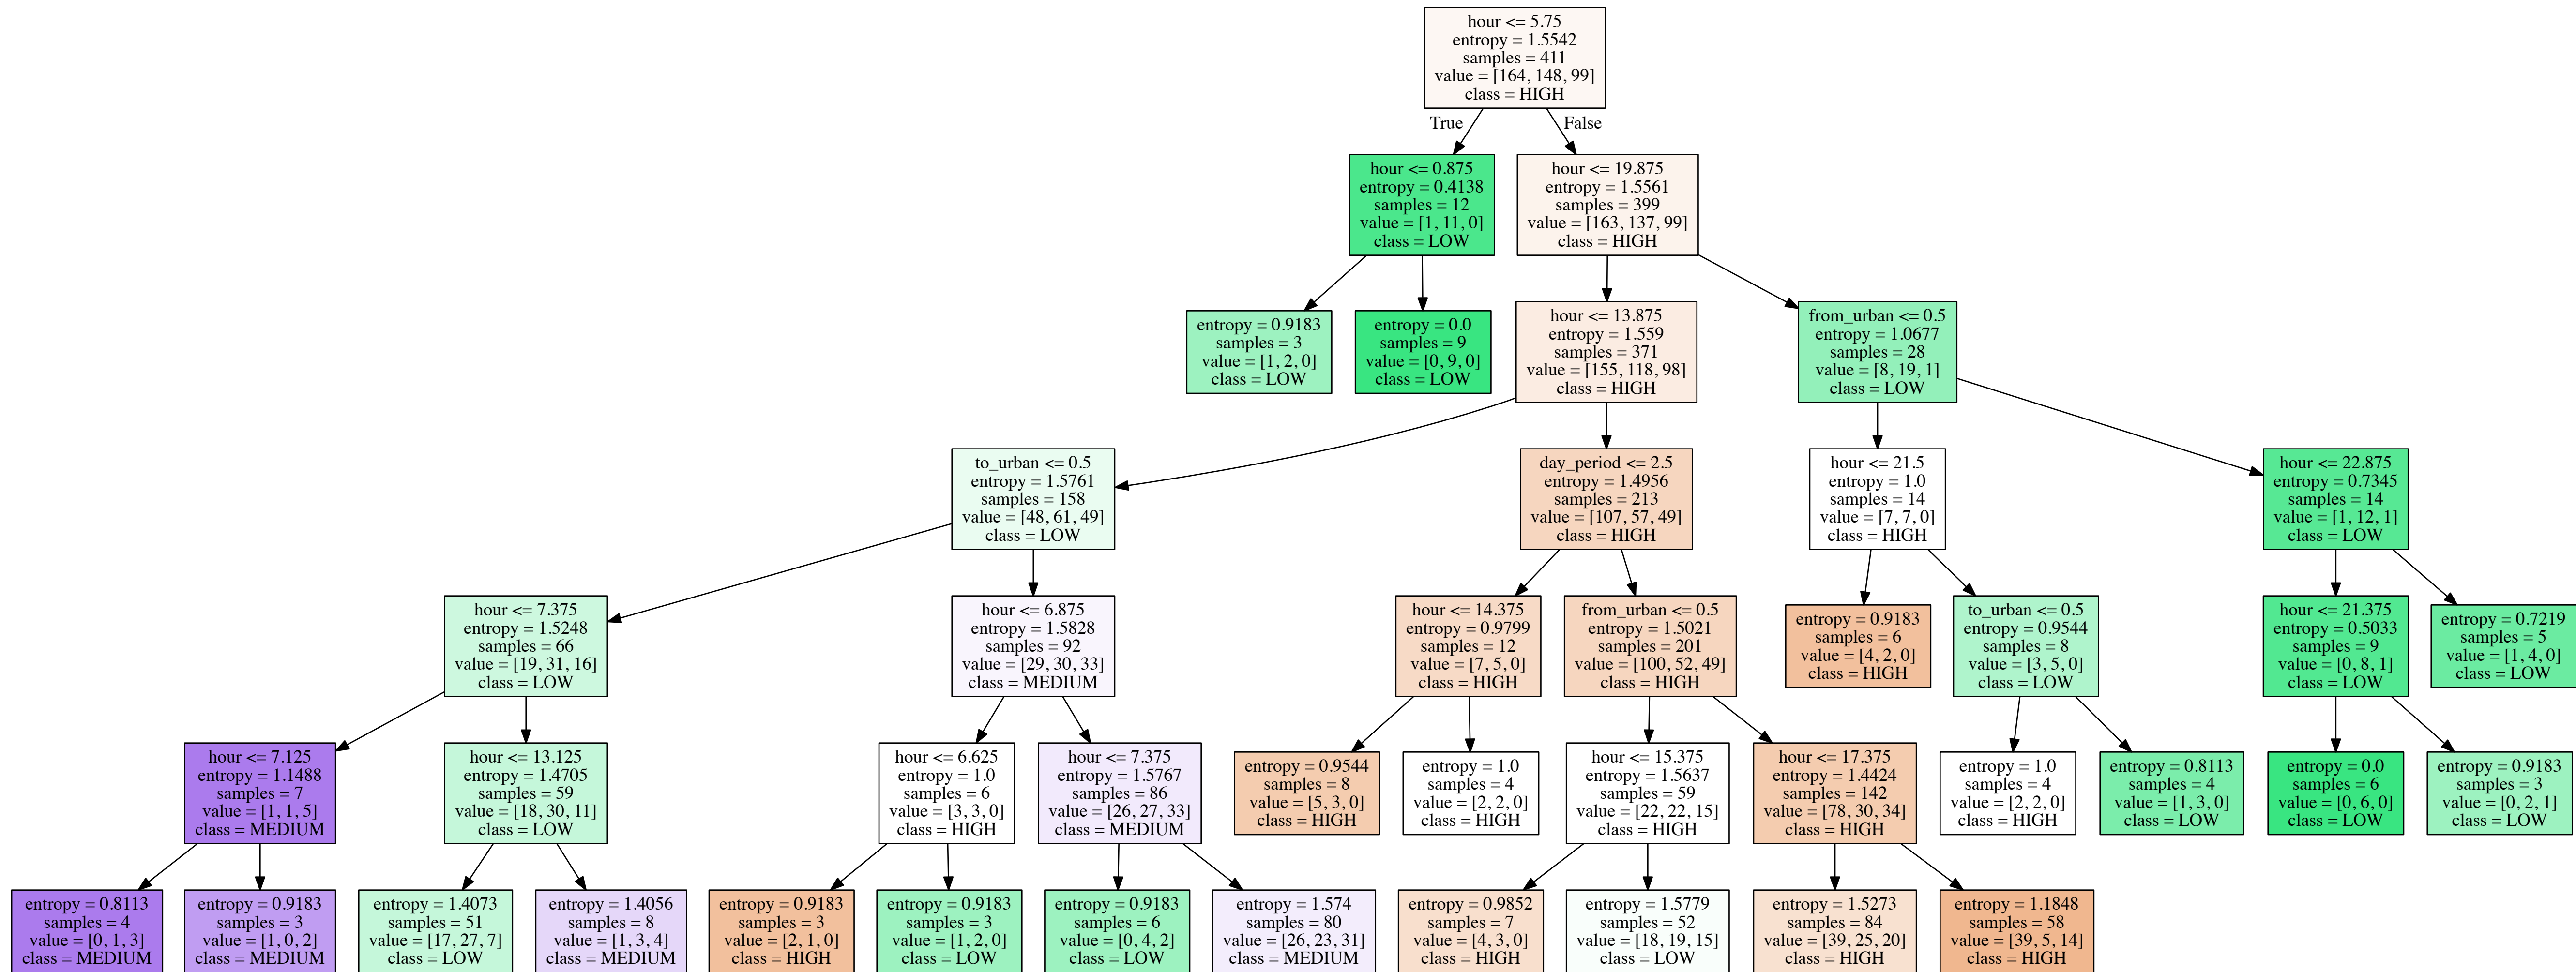 hour <= 5.75
entropy = 1.5542
samples = 411
value = [164, 148, 99]
class = HIGH
True
False
hour <= 0.875
entropy = 0.4138
samples = 12
value = [1, 11, 0]
class = LOW
hour <= 19.875
entropy = 1.5561
samples = 399
value = [163, 137, 99]
class = HIGH
entropy = 0.9183
samples = 3
value = [1, 2, 0]
class = LOW
entropy = 0.0
samples = 9
value = [0, 9, 0]
class = LOW
hour <= 13.875
entropy = 1.559
samples = 371
value = [155, 118, 98]
class = HIGH
from_urban <= 0.5
entropy = 1.0677
samples = 28
value = [8, 19, 1]
class = LOW
to_urban <= 0.5
entropy = 1.5761
samples = 158
value = [48, 61, 49]
class = LOW
day_period <= 2.5
entropy = 1.4956
samples = 213
value = [107, 57, 49]
class = HIGH
hour <= 21.5
entropy = 1.0
samples = 14
value = [7, 7, 0]
class = HIGH
hour <= 22.875
entropy = 0.7345
samples = 14
value = [1, 12, 1]
class = LOW
hour <= 7.375
entropy = 1.5248
samples = 66
value = [19, 31, 16]
class = LOW
hour <= 6.875
entropy = 1.5828
samples = 92
value = [29, 30, 33]
class = MEDIUM
hour <= 14.375
entropy = 0.9799
samples = 12
value = [7, 5, 0]
class = HIGH
from_urban <= 0.5
entropy = 1.5021
samples = 201
value = [100, 52, 49]
class = HIGH
entropy = 0.9183
samples = 6
value = [4, 2, 0]
class = HIGH
to_urban <= 0.5
entropy = 0.9544
samples = 8
value = [3, 5, 0]
class = LOW
hour <= 21.375
entropy = 0.5033
samples = 9
value = [0, 8, 1]
class = LOW
entropy = 0.7219
samples = 5
value = [1, 4, 0]
class = LOW
hour <= 7.125
entropy = 1.1488
samples = 7
value = [1, 1, 5]
class = MEDIUM
hour <= 13.125
entropy = 1.4705
samples = 59
value = [18, 30, 11]
class = LOW
hour <= 6.625
entropy = 1.0
samples = 6
value = [3, 3, 0]
class = HIGH
hour <= 7.375
entropy = 1.5767
samples = 86
value = [26, 27, 33]
class = MEDIUM
entropy = 0.9544
samples = 8
value = [5, 3, 0]
class = HIGH
entropy = 1.0
samples = 4
value = [2, 2, 0]
class = HIGH
hour <= 15.375
entropy = 1.5637
samples = 59
value = [22, 22, 15]
class = HIGH
hour <= 17.375
entropy = 1.4424
samples = 142
value = [78, 30, 34]
class = HIGH
entropy = 1.0
samples = 4
value = [2, 2, 0]
class = HIGH
entropy = 0.8113
samples = 4
value = [1, 3, 0]
class = LOW
entropy = 0.0
samples = 6
value = [0, 6, 0]
class = LOW
entropy = 0.9183
samples = 3
value = [0, 2, 1]
class = LOW
entropy = 0.8113
samples = 4
value = [0, 1, 3]
class = MEDIUM
entropy = 0.9183
samples = 3
value = [1, 0, 2]
class = MEDIUM
entropy = 1.4073
samples = 51
value = [17, 27, 7]
class = LOW
entropy = 1.4056
samples = 8
value = [1, 3, 4]
class = MEDIUM
entropy = 0.9183
samples = 3
value = [2, 1, 0]
class = HIGH
entropy = 0.9183
samples = 3
value = [1, 2, 0]
class = LOW
entropy = 0.9183
samples = 6
value = [0, 4, 2]
class = LOW
entropy = 1.574
samples = 80
value = [26, 23, 31]
class = MEDIUM
entropy = 0.9852
samples = 7
value = [4, 3, 0]
class = HIGH
entropy = 1.5779
samples = 52
value = [18, 19, 15]
class = LOW
entropy = 1.5273
samples = 84
value = [39, 25, 20]
class = HIGH
entropy = 1.1848
samples = 58
value = [39, 5, 14]
class = HIGH